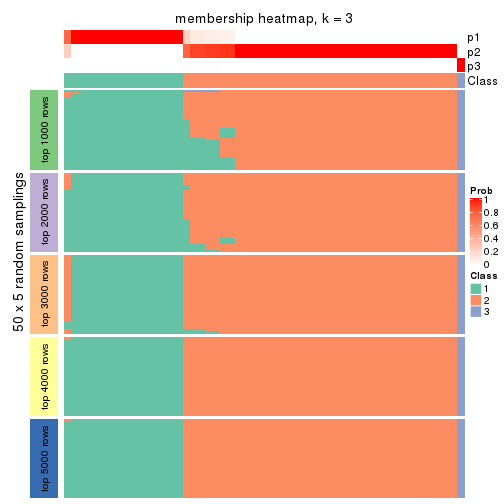 membership heatmap, k = 3
p1
p2
p3
Class
50 x 5 random samplings
top 1000 rows
top 2000 rows
top 3000 rows
top 4000 rows
top 5000 rows
Prob
1
0.8
0.6
0.4
0.2
0
Class
1
2
3